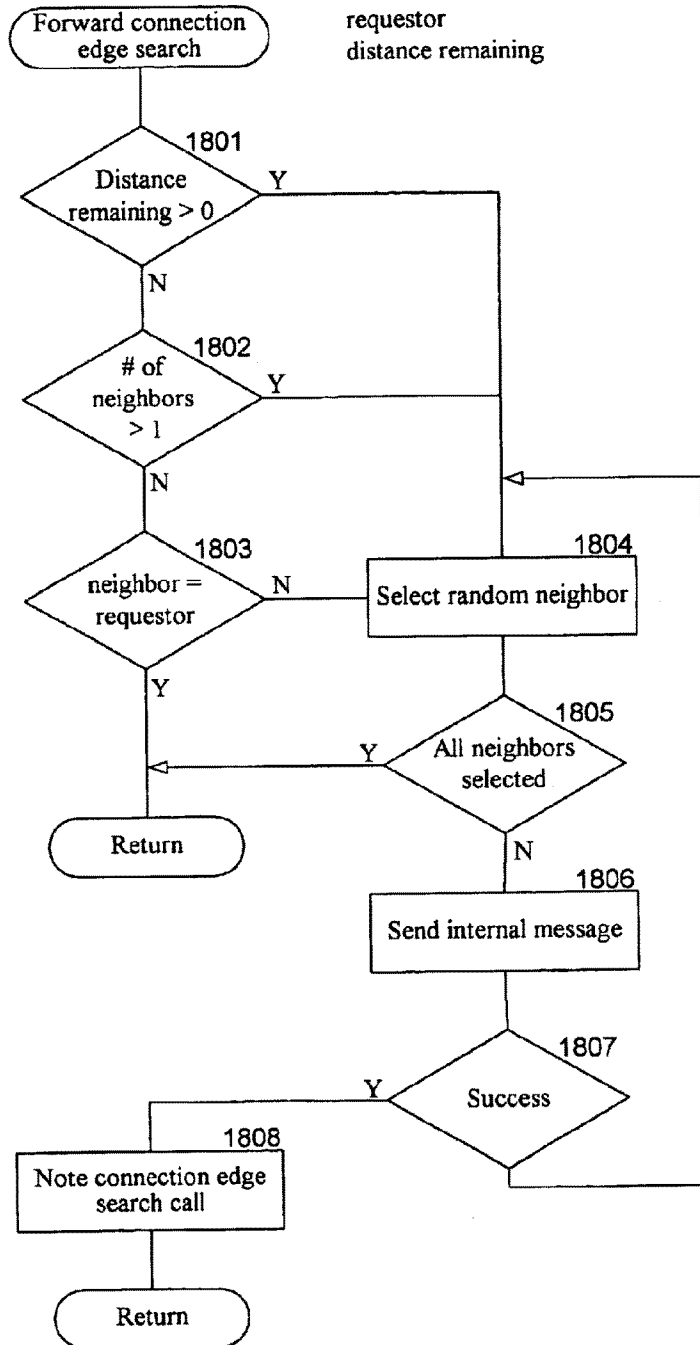 Forward connection
edge search
requestor
distance remaining
1801
Distance
remaining > 0
Y
N
1802
# of
neighbors
> 1
Y
N
1803
neighbor =
requestor
N
Y
1804
Select random neighbor
1805
All neighbors
selected
Y
N
Return
1806
Send internal message
1807
Success
Y
1808
Note connection edge
search call
Return